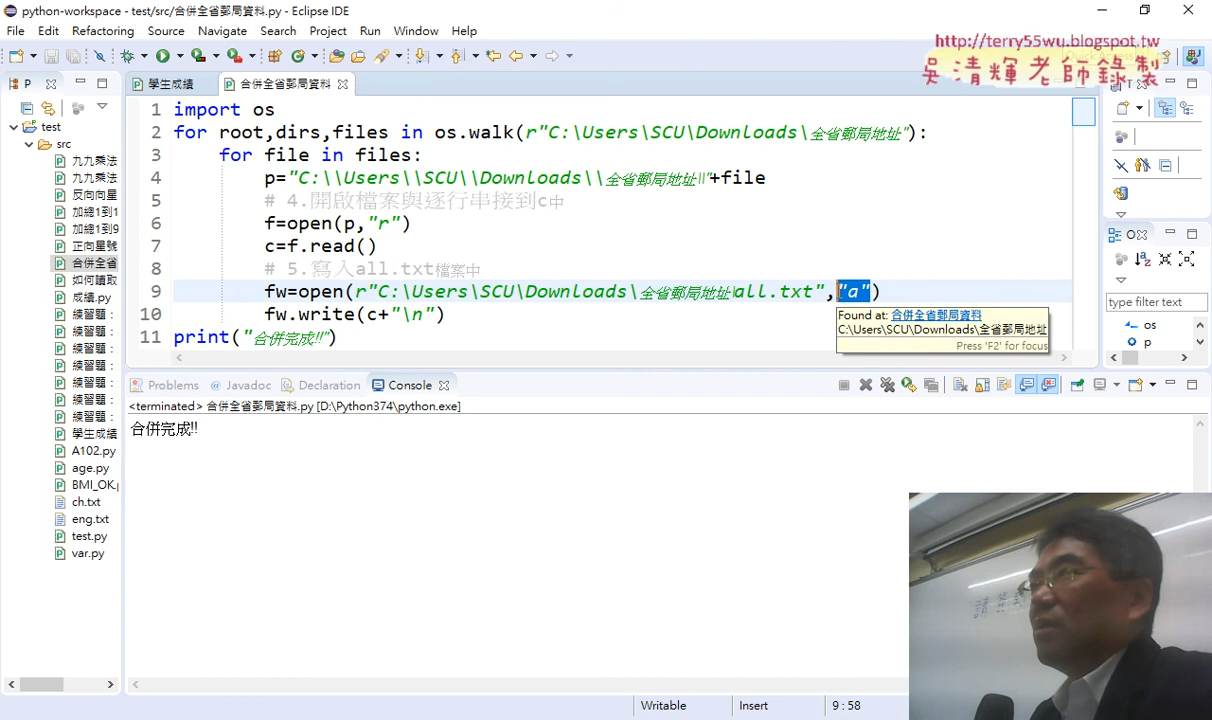 python-workspace - test/src/合併全省郵局資料.py - Eclipse IDE
File Edit Refactoring Source Navigate Search Project Run Window Help
http://terry55wu.blogspot.tw
吳清輝老師錄製
P
學生成績
合併全省郵局資料
test
src
九九乘法
九九乘法
反向向
加總1到1
加總1到9
正向星號
合併全省
如何讀取
成績.py
練習題：
練習題：
練習題：
練習題：
練習題：
練習題：
練習題：
學生成績
A102.py
age.py
BMI_OK.p
ch.txt
eng.txt
test.py
var.py
1 import os
2 for root,dirs,files in os.walk(r"C:\Users\SCU\Downloads\全省郵局地址"):
3 for file in files:
4 p="C:\\Users\\SCU\\Downloads\\全省郵局地址\\"+file
5 # 4.開啟檔案與逐行串接到c中
6 f=open(p,"r")
7 c=f.read()
8 # 5.寫入all.txt檔案中
9 fw=open(r"C:\Users\SCU\Downloads\全省郵局地址\all.txt","a")
10 fw.write(c+"\n")
11 print("合併完成!!")
Found at: 合併全省郵局資料
C:\Users\SCU\Downloads\全省郵局地址
Press 'F2' for focus
O
type filter text
os
p
Problems @ Javadoc Declaration Console
<terminated> 合併全省郵局資料.py [D:\Python374\python.exe]
合併完成!!
Writable Insert 9 : 58